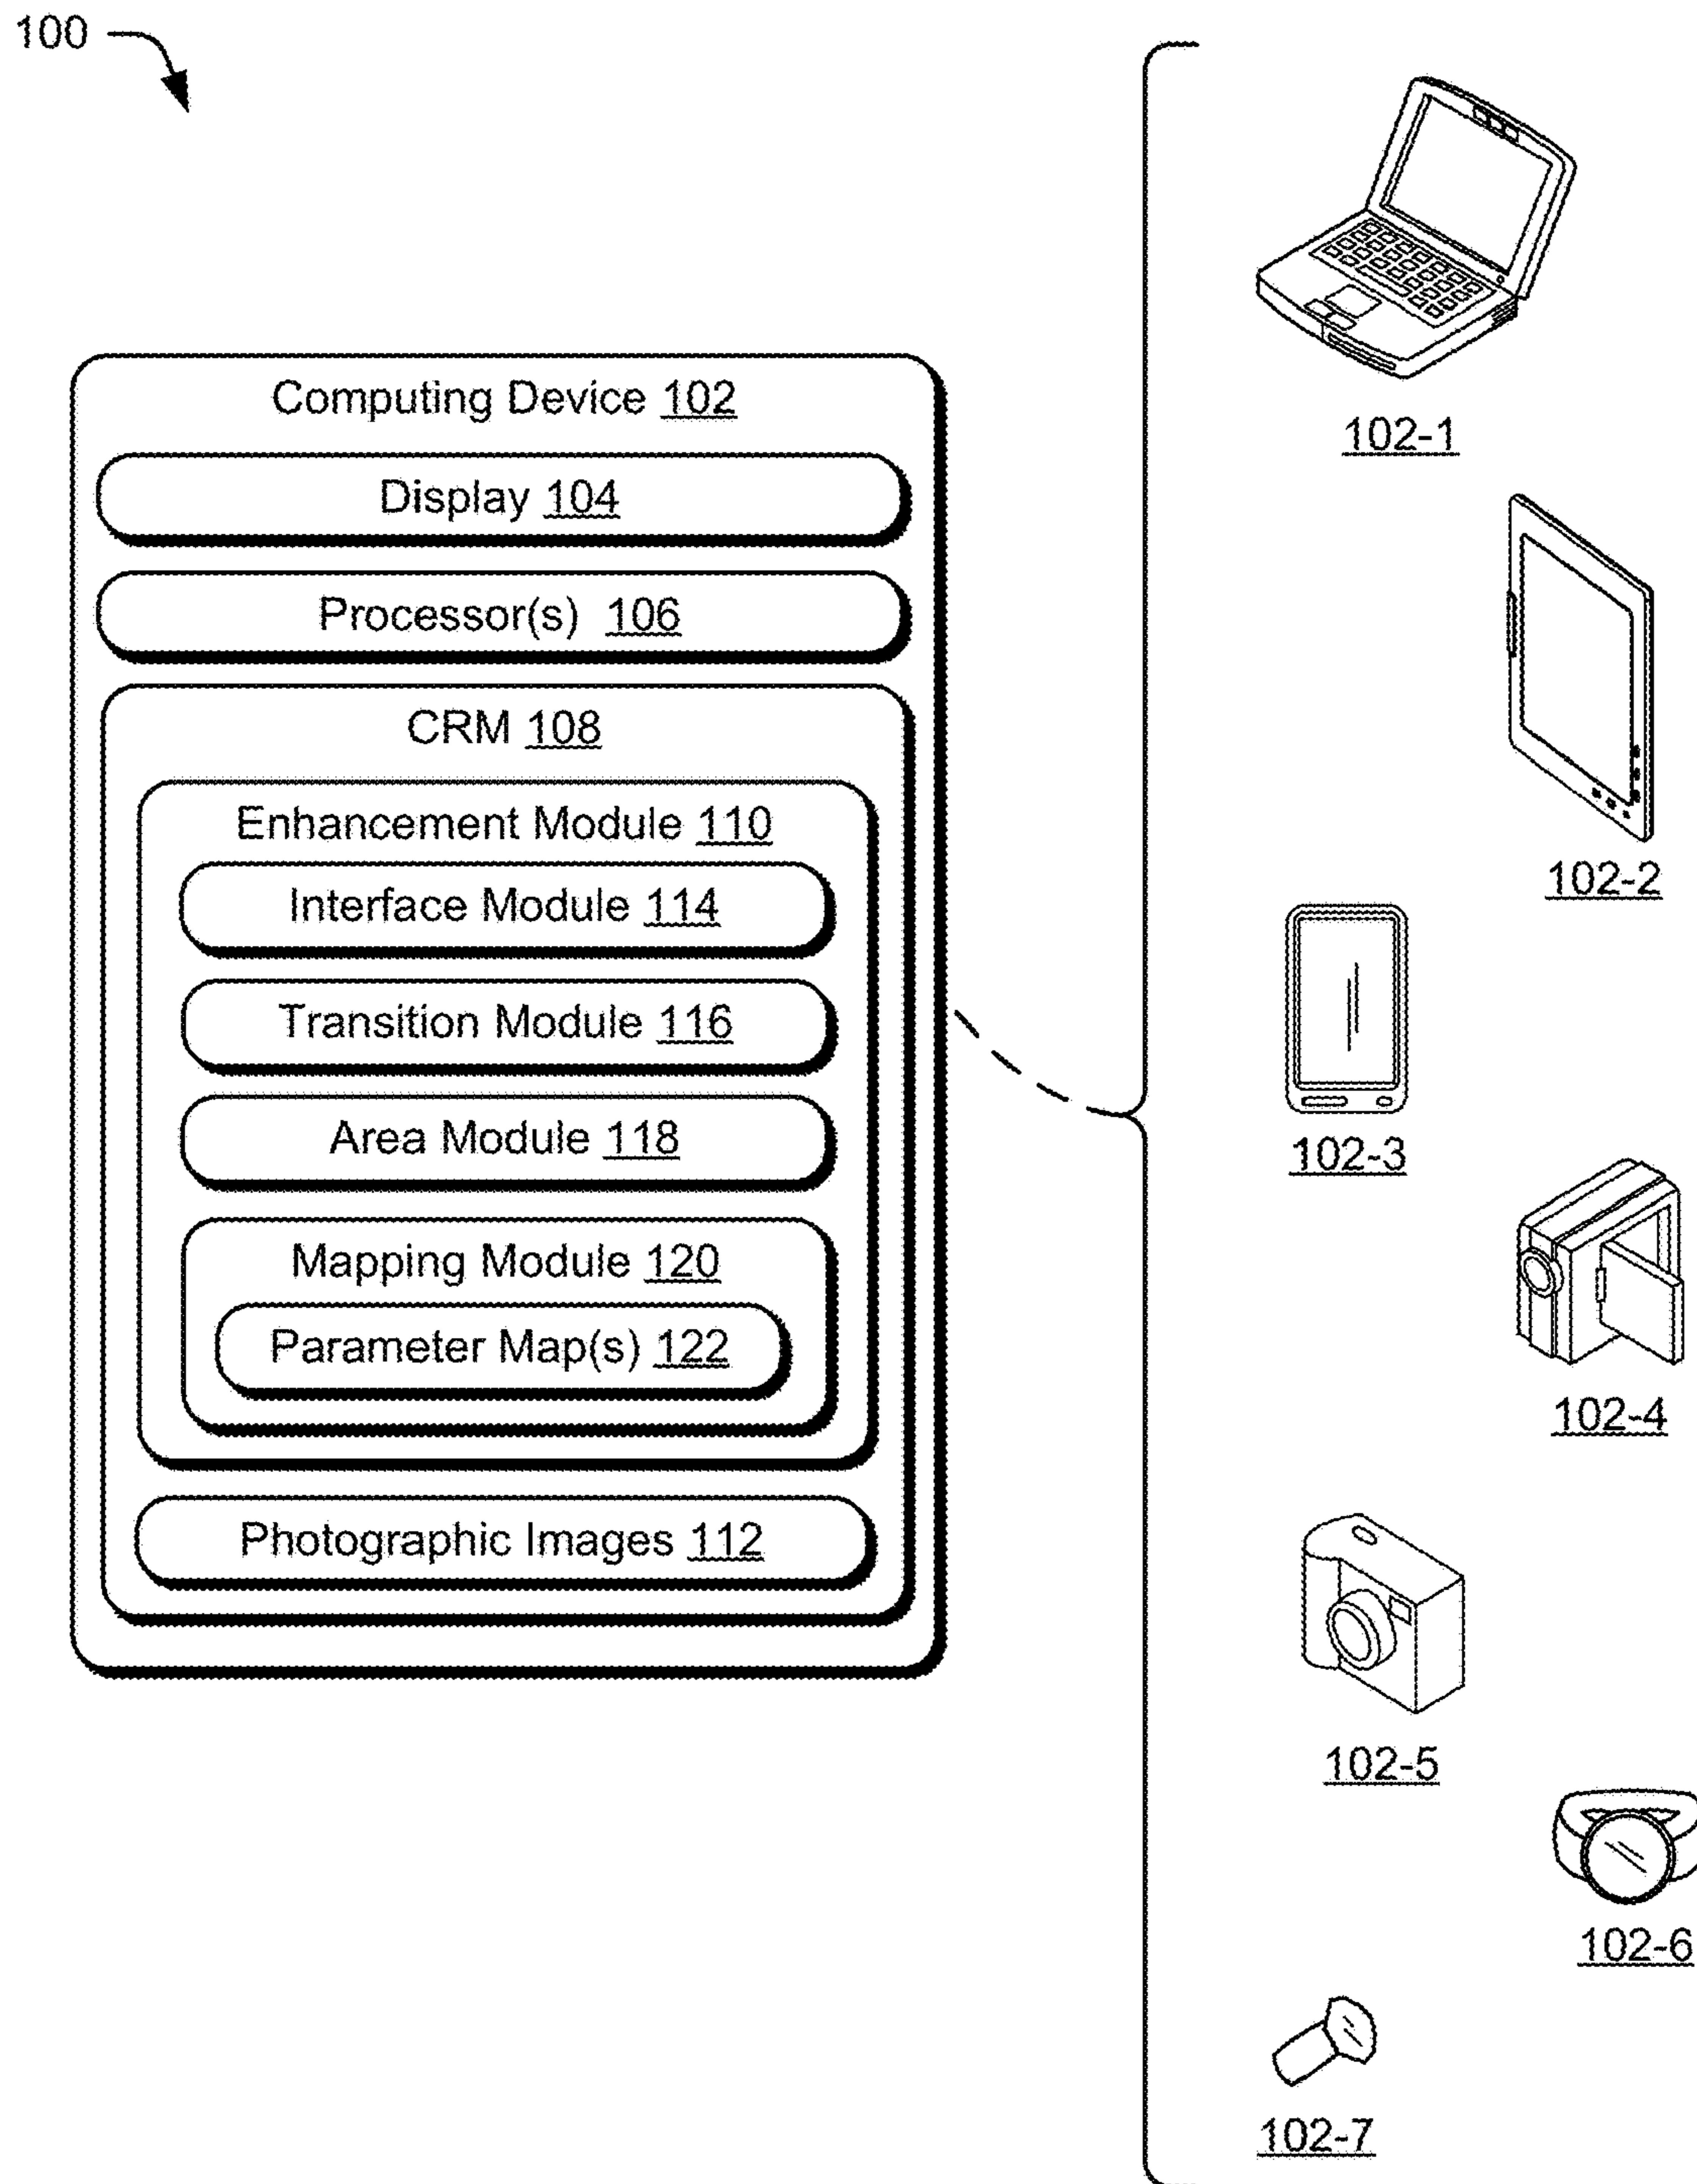 100
Computing Device 102
Display 104
Processor(s) 106
CRM 108
Enhancement Module 110
Interface Module 114
Transition Module 116
Area Module 118
Mapping Module 120
Parameter Map(s) 122
Photographic Images 112
102-1
102-2
102-3
102-4
102-5
102-6
102-7